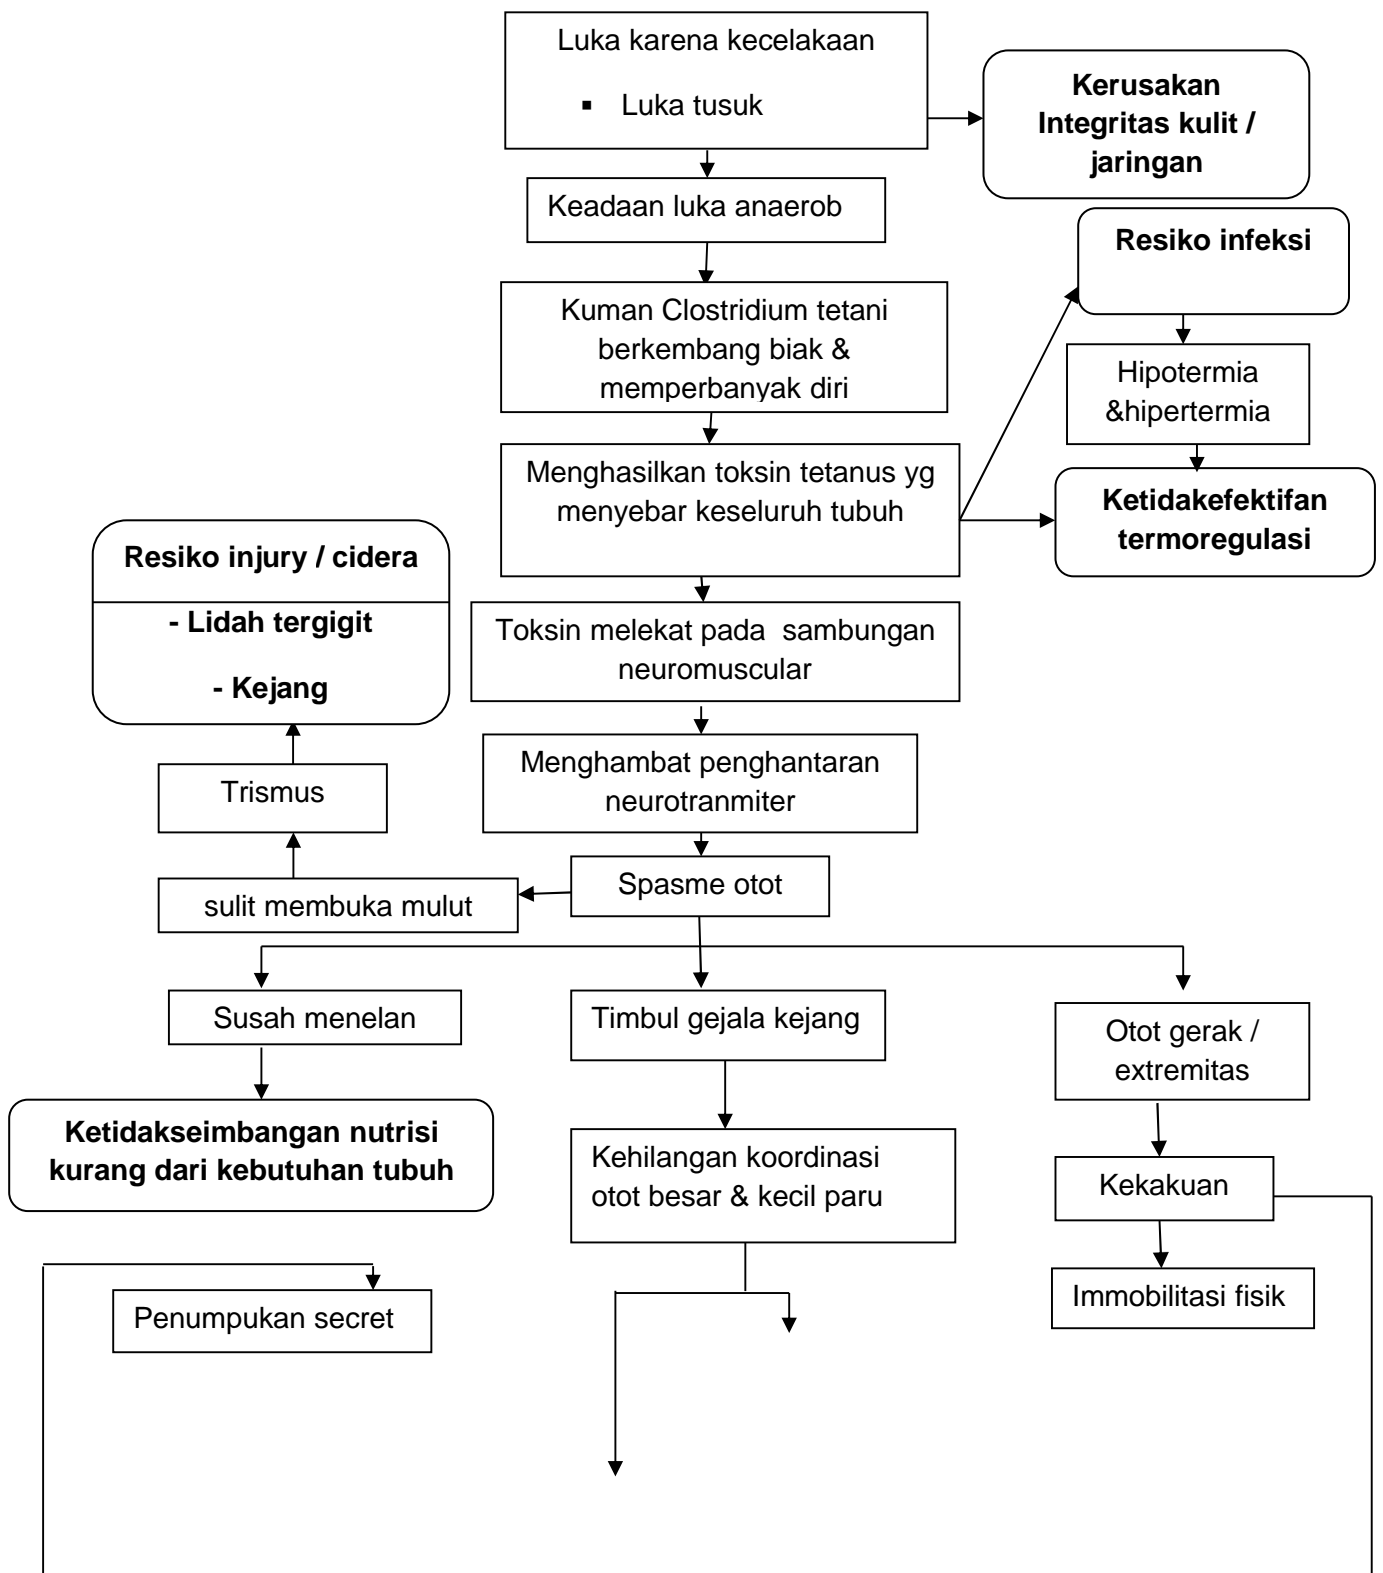 Luka karena kecelakaan
▪ Luka tusuk
Kerusakan
Integritas kulit /
jaringan
Keadaan luka anaerob
Resiko infeksi
Kuman Clostridium tetani
berkembang biak &
memperbanyak diri
Hipotermia
&hipertermia
Menghasilkan toksin tetanus yg
menyebar keseluruh tubuh
Ketidakefektifan
termoregulasi
Resiko injury / cidera
- Lidah tergigit
- Kejang
Toksin melekat pada sambungan
neuromuscular
Menghambat penghantaran
neurotranmiter
Trismus
Spasme otot
sulit membuka mulut
Susah menelan
Timbul gejala kejang
Otot gerak /
extremitas
Ketidakseimbangan nutrisi
kurang dari kebutuhan tubuh
Kehilangan koordinasi
otot besar & kecil paru
Kekakuan
Penumpukan secret
Immobilitasi fisik